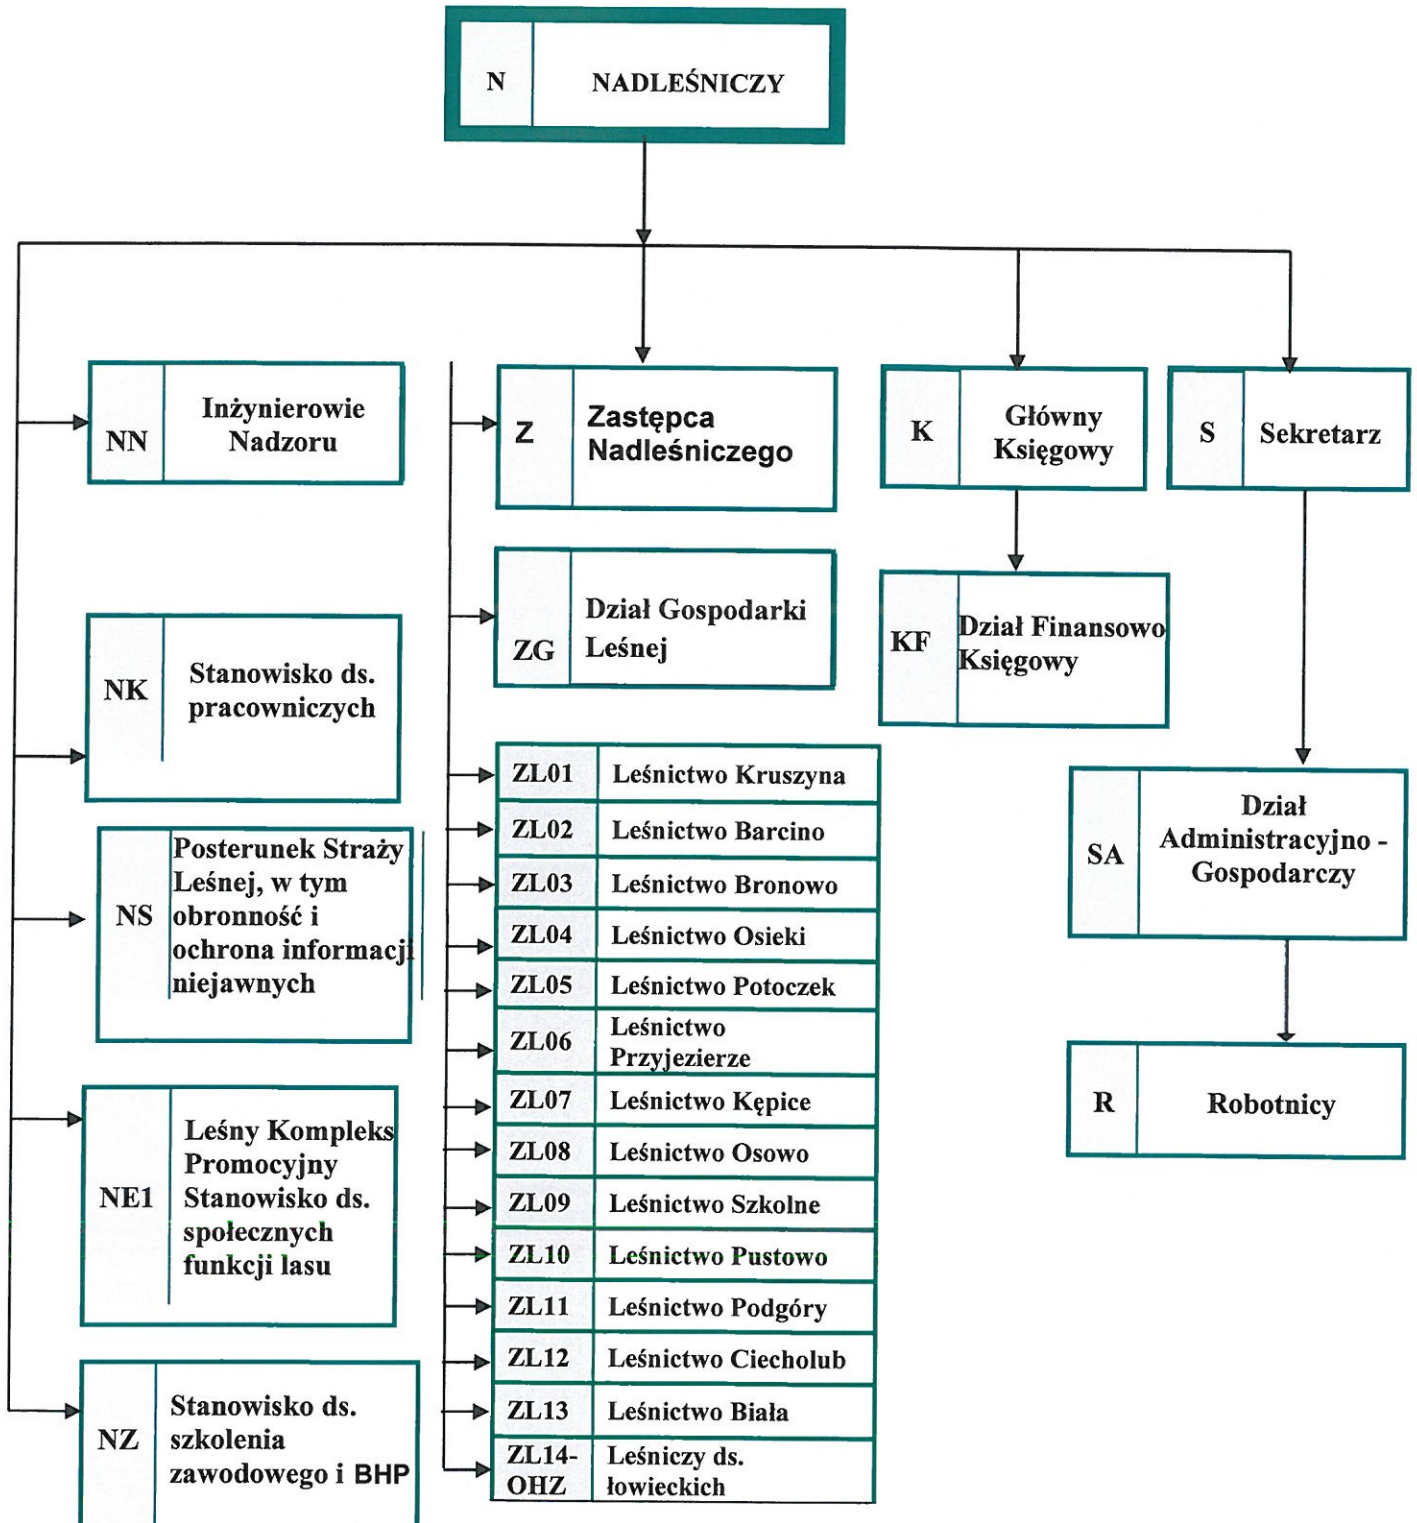 N NADLEŚNICZY
NN Inżynierowie
Nadzoru
NK Stanowisko ds.
pracowniczych
NS Posterunek Straży
Leśnej, w tym
obronność i
ochrona informacji
niejawnych
NE1 Leśny Kompleks
Promocyjny
Stanowisko ds.
społecznych
funkcji lasu
NZ Stanowisko ds.
szkolenia
zawodowego i BHP
Z Zastępca
Nadleśniczego
ZG Dział Gospodarki
Leśnej
ZL01 Leśnictwo Kruszyna
ZL02 Leśnictwo Barcino
ZL03 Leśnictwo Bronowo
ZL04 Leśnictwo Osieki
ZL05 Leśnictwo Potoczek
ZL06 Leśnictwo
Przyjezierze
ZL07 Leśnictwo Kępice
ZL08 Leśnictwo Osowo
ZL09 Leśnictwo Szkolne
ZL10 Leśnictwo Pustowo
ZL11 Leśnictwo Podgóry
ZL12 Leśnictwo Ciecholub
ZL13 Leśnictwo Biała
ZL14- Leśniczy ds.
OHZ łowieckich
K Główny
Księgowy
KF Dział Finansowo
Księgowy
S Sekretarz
SA Dział
Administracyjno -
Gospodarczy
R Robotnicy